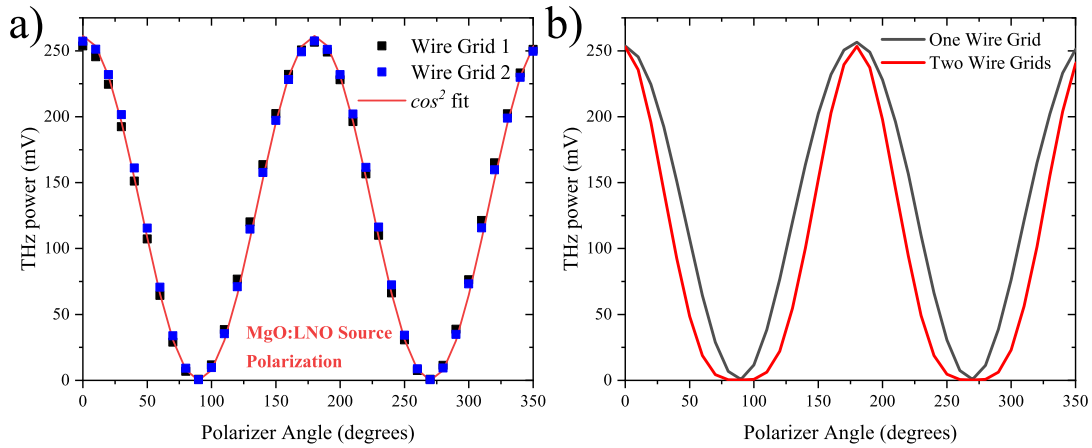 a)
Wire Grid 1
Wire Grid 2
cos² fit
MgO:LNO Source
Polarization
THz power (mV)
0
50
100
150
200
250
0
50
100
150
200
250
300
350
Polarizer Angle (degrees)
b)
One Wire Grid
Two Wire Grids
THz power (mV)
0
50
100
150
200
250
0
50
100
150
200
250
300
350
Polarizer Angle (degrees)